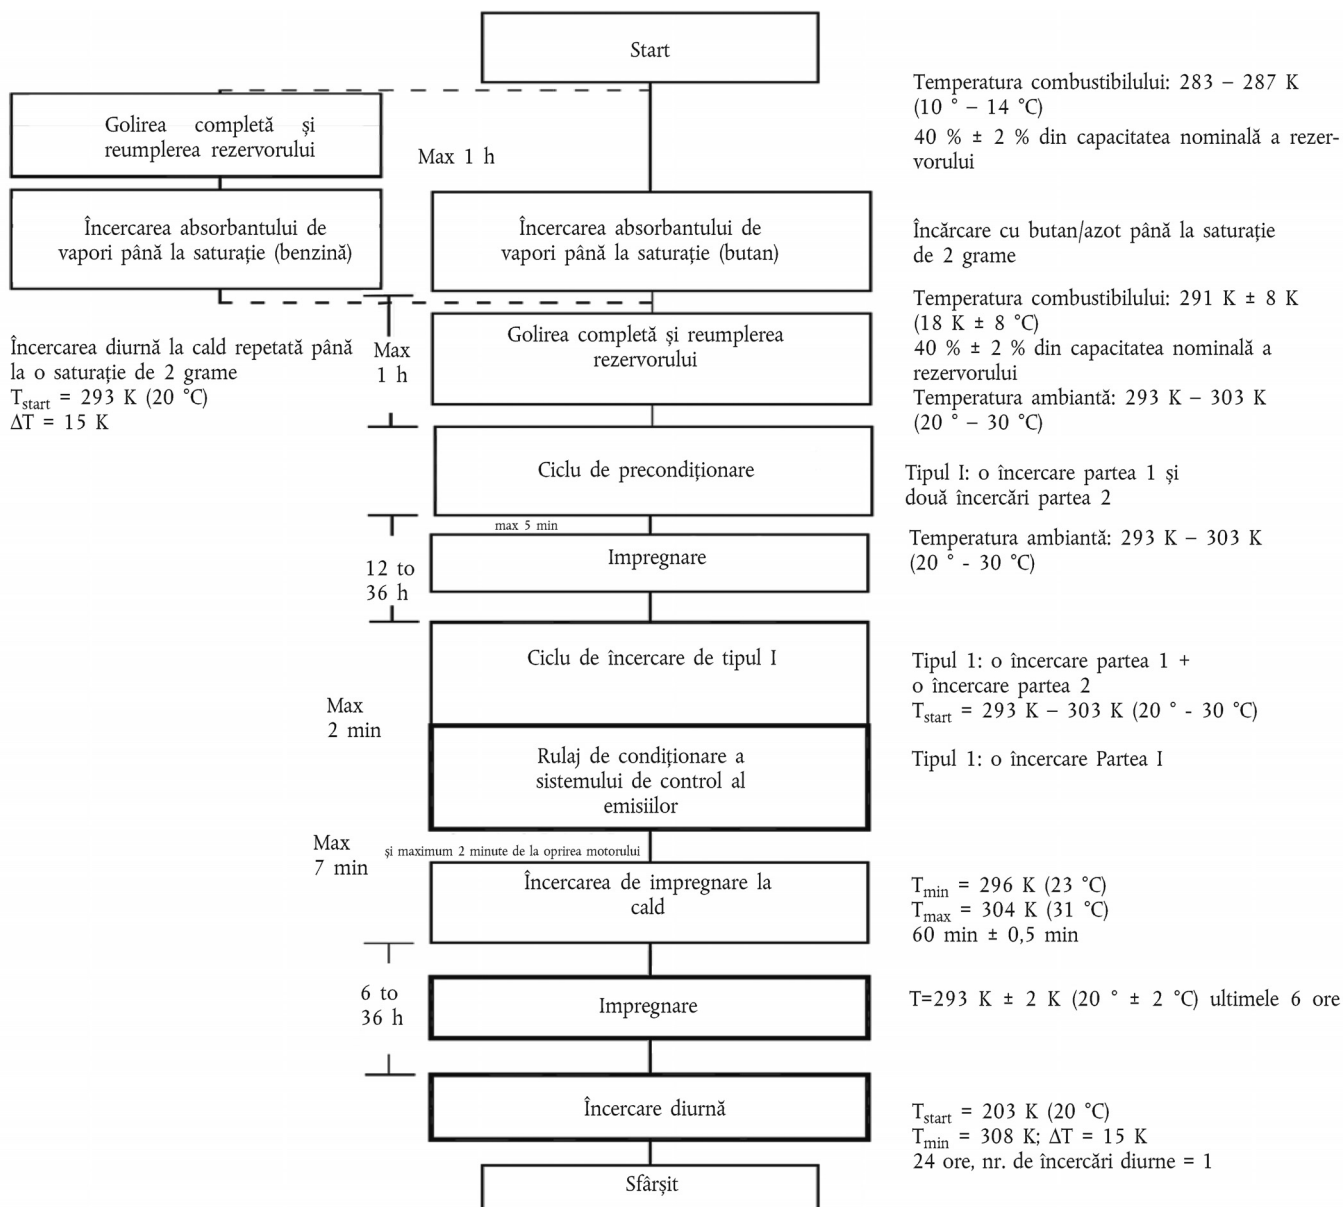 Start
Temperatura combustibilului: 283 – 287 K
(10 ° – 14 °C)
40 % ± 2 % din capacitatea nominală a rezer-
vorului
Golirea completă și
reumplerea rezervorului
Max 1 h
Încercarea absorbantului de
vapori până la saturație (benzină)
Încercarea absorbantului de
vapori până la saturație (butan)
Încărcare cu butan/azot până la saturație
de 2 grame
Încercarea diurnă la cald repetată până
la o saturație de 2 grame
Tstart = 293 K (20 °C)
ΔT = 15 K
Max
1 h
Golirea completă și reumplerea
rezervorului
Temperatura combustibilului: 291 K ± 8 K
(18 K ± 8 °C)
40 % ± 2 % din capacitatea nominală a
rezervorului
Temperatura ambiantă: 293 K – 303 K
(20 ° – 30 °C)
Ciclu de precondiționare
Tipul I: o încercare partea 1 și
două încercări partea 2
max 5 min
12 to
36 h
Impregnare
Temperatura ambiantă: 293 K – 303 K
(20 ° - 30 °C)
Ciclu de încercare de tipul I
Tipul 1: o încercare partea 1 +
o încercare partea 2
Tstart = 293 K – 303 K (20 ° - 30 °C)
Max
2 min
Rulaj de condiționare a
sistemului de control al
emisiilor
Tipul 1: o încercare Partea I
Max
7 min
și maximum 2 minute de la oprirea motorului
Încercarea de impregnare la
cald
Tmin = 296 K (23 °C)
Tmax = 304 K (31 °C)
60 min ± 0,5 min
6 to
36 h
Impregnare
T=293 K ± 2 K (20 ° ± 2 °C) ultimele 6 ore
Încercare diurnă
Tstart = 203 K (20 °C)
Tmin = 308 K; ΔT = 15 K
24 ore, nr. de încercări diurne = 1
Sfârșit